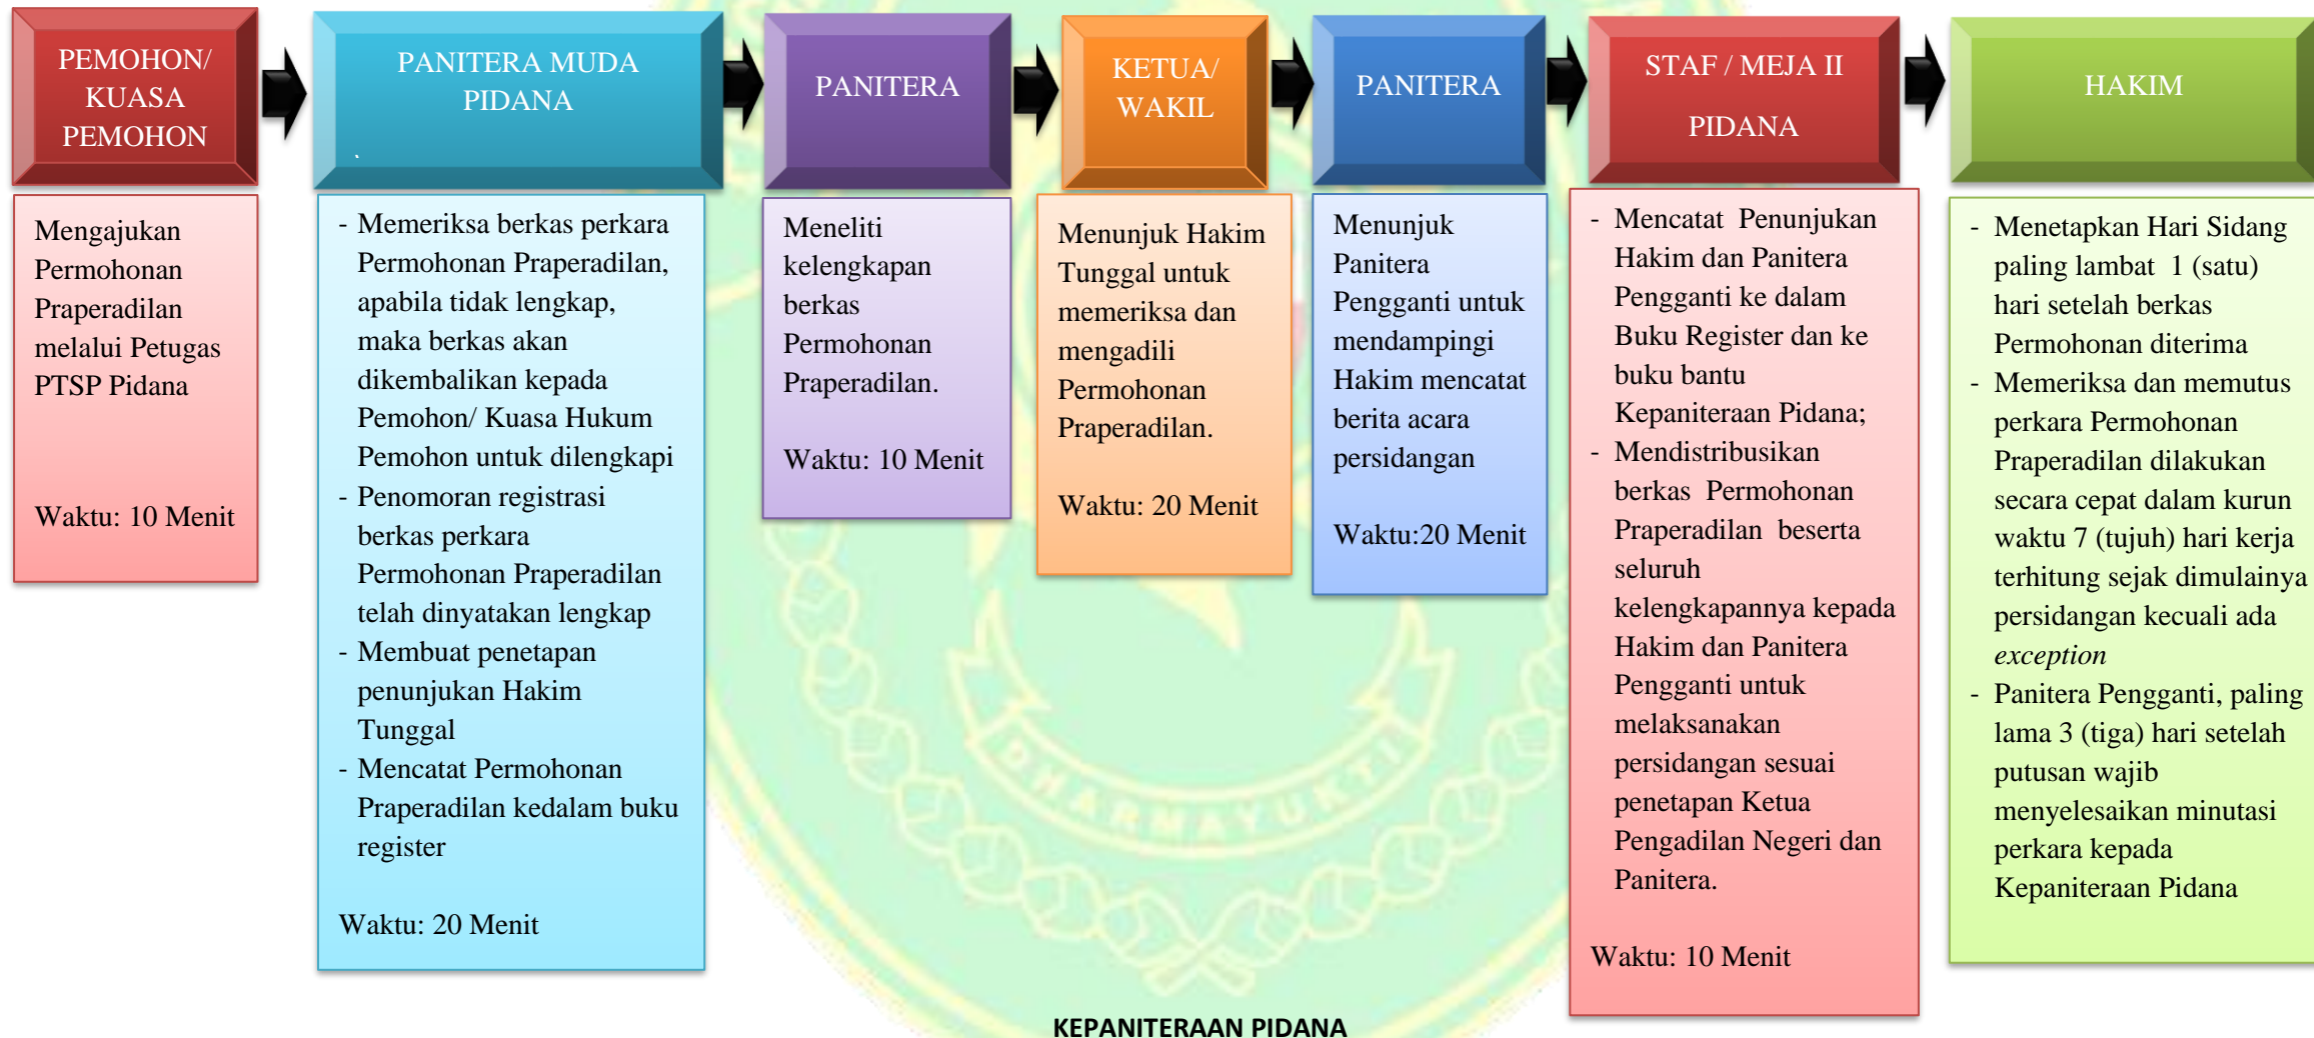 PEMOHON/
KUASA
PEMOHON
Mengajukan
Permohonan
Praperadilan
melalui Petugas
PTSP Pidana
Waktu: 10 Menit
PANITERA MUDA
PIDANA
- Memeriksa berkas perkara
Permohonan Praperadilan,
apabila tidak lengkap,
maka berkas akan
dikembalikan kepada
Pemohon/ Kuasa Hukum
Pemohon untuk dilengkapi
- Penomoran registrasi
berkas perkara
Permohonan Praperadilan
telah dinyatakan lengkap
- Membuat penetapan
penunjukan Hakim
Tunggal
- Mencatat Permohonan
Praperadilan kedalam buku
register
Waktu: 20 Menit
PANITERA
Meneliti
kelengkapan
berkas
Permohonan
Praperadilan.
Waktu: 10 Menit
KETUA/
WAKIL
Menunjuk Hakim
Tunggal untuk
memeriksa dan
mengadili
Permohonan
Praperadilan.
Waktu: 20 Menit
PANITERA
Menunjuk
Panitera
Pengganti untuk
mendampingi
Hakim mencatat
berita acara
persidangan
Waktu:20 Menit
STAF / MEJA II
PIDANA
- Mencatat Penunjukan
Hakim dan Panitera
Pengganti ke dalam
Buku Register dan ke
buku bantu
Kepaniteraan Pidana;
- Mendistribusikan
berkas Permohonan
Praperadilan beserta
seluruh
kelengkapannya kepada
Hakim dan Panitera
Pengganti untuk
melaksanakan
persidangan sesuai
penetapan Ketua
Pengadilan Negeri dan
Panitera.
Waktu: 10 Menit
HAKIM
- Menetapkan Hari Sidang
paling lambat 1 (satu)
hari setelah berkas
Permohonan diterima
- Memeriksa dan memutus
perkara Permohonan
Praperadilan dilakukan
secara cepat dalam kurun
waktu 7 (tujuh) hari kerja
terhitung sejak dimulainya
persidangan kecuali ada
exception
- Panitera Pengganti, paling
lama 3 (tiga) hari setelah
putusan wajib
menyelesaikan minutasi
perkara kepada
Kepaniteraan Pidana
DHARMAYUKTI
KEPANITERAAN PIDANA